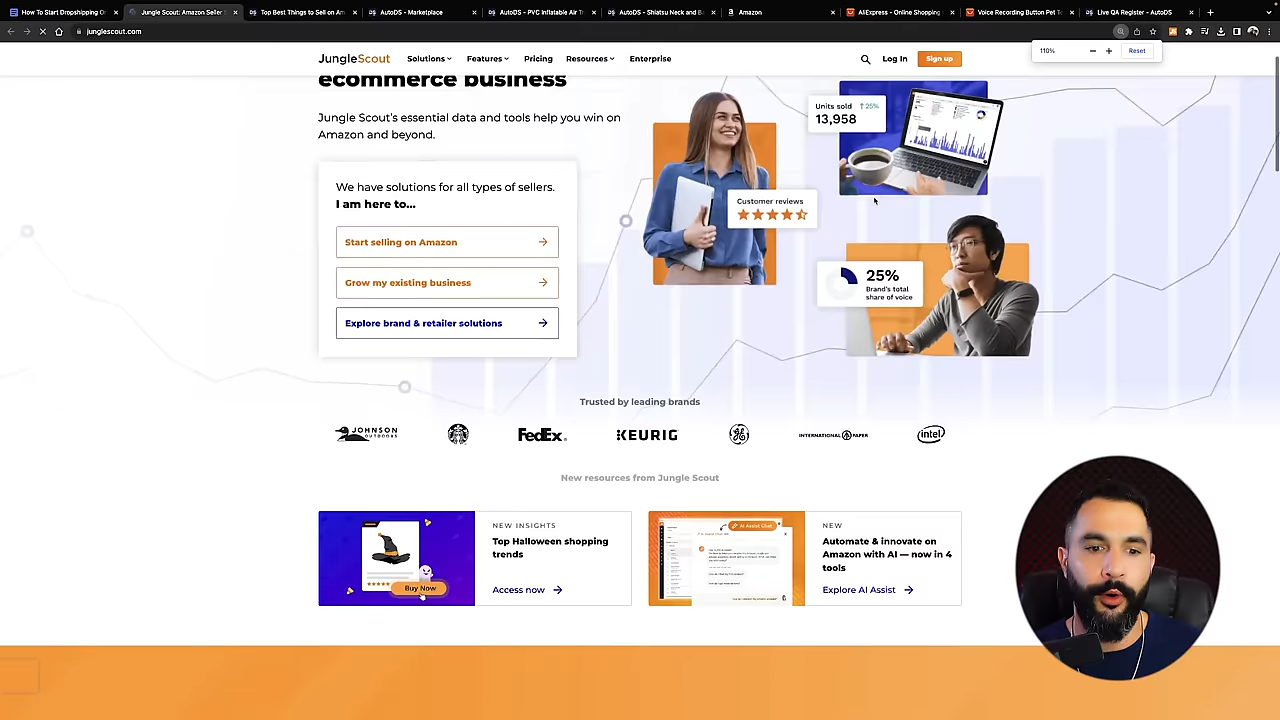 How To Start Dropshipping O
Jungle Scout: Amazon Seller
Top Best Things to Sell on Am
AutoDS - Marketplace
AutoDS - PVC Inflatable Air T
AutoDS - Shiatsu Neck and B
Amazon
AliExpress - Online Shopping
Voice Recording Button Pet T
Live QA Register - AutoDS
junglescout.com
110%
Reset
JungleScout
Solutions
Features
Pricing
Resources
Enterprise
Log In
Sign up
ecommerce business
Jungle Scout's essential data and tools help you win on
Amazon and beyond.
We have solutions for all types of sellers.
I am here to...
Start selling on Amazon
Grow my existing business
Explore brand & retailer solutions
Units sold 25%
13,958
Customer reviews
25%
Brand's total
share of voice
Trusted by leading brands
JOHNSON
OUTDOORS
FedEx
KEURIG
INTERNATIONAL PAPER
intel
New resources from Jungle Scout
Buy Now
NEW INSIGHTS
Top Halloween shopping
trends
Access now
AI Assist Chat
NEW
Automate & innovate on
Amazon with AI — now in 4
tools
Explore AI Assist